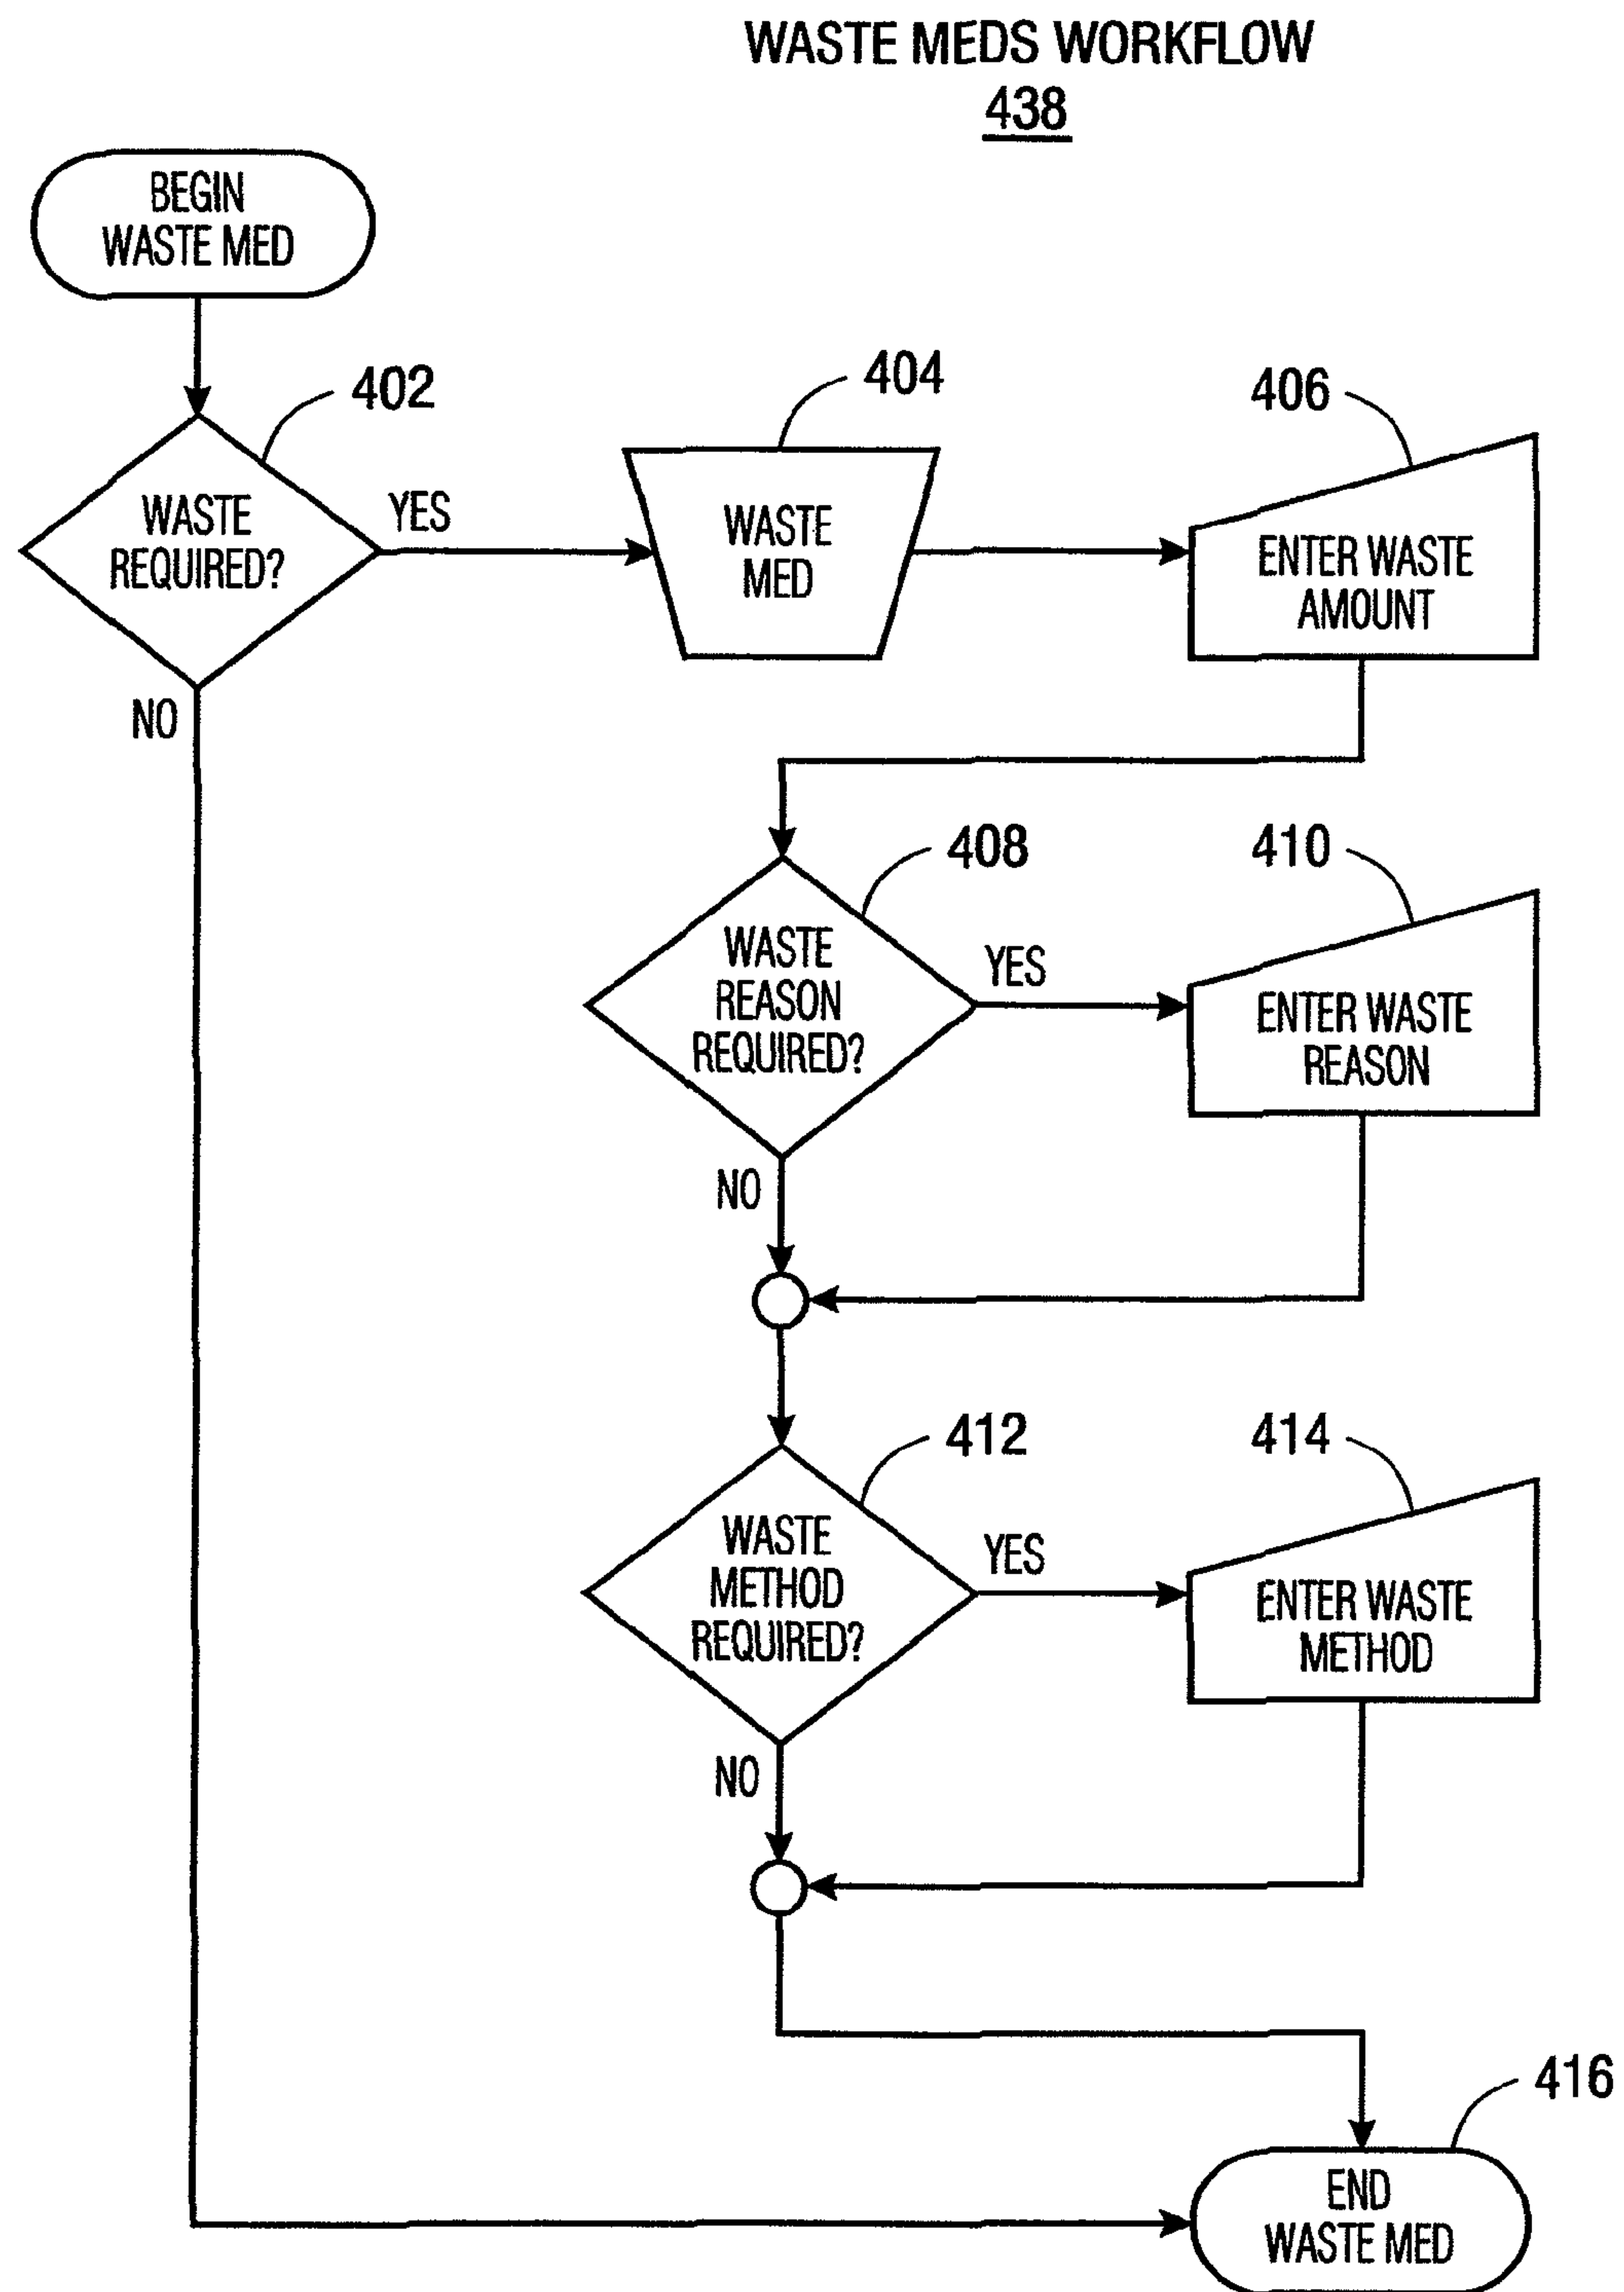 WASTE MEDS WORKFLOW
438
BEGIN
WASTE MED
402
404
406
WASTE
REQUIRED?
YES
WASTE
MED
ENTER WASTE
AMOUNT
NO
408
410
WASTE
REASON
REQUIRED?
YES
ENTER WASTE
REASON
NO
412
414
WASTE
METHOD
REQUIRED?
YES
ENTER WASTE
METHOD
NO
416
END
WASTE MED